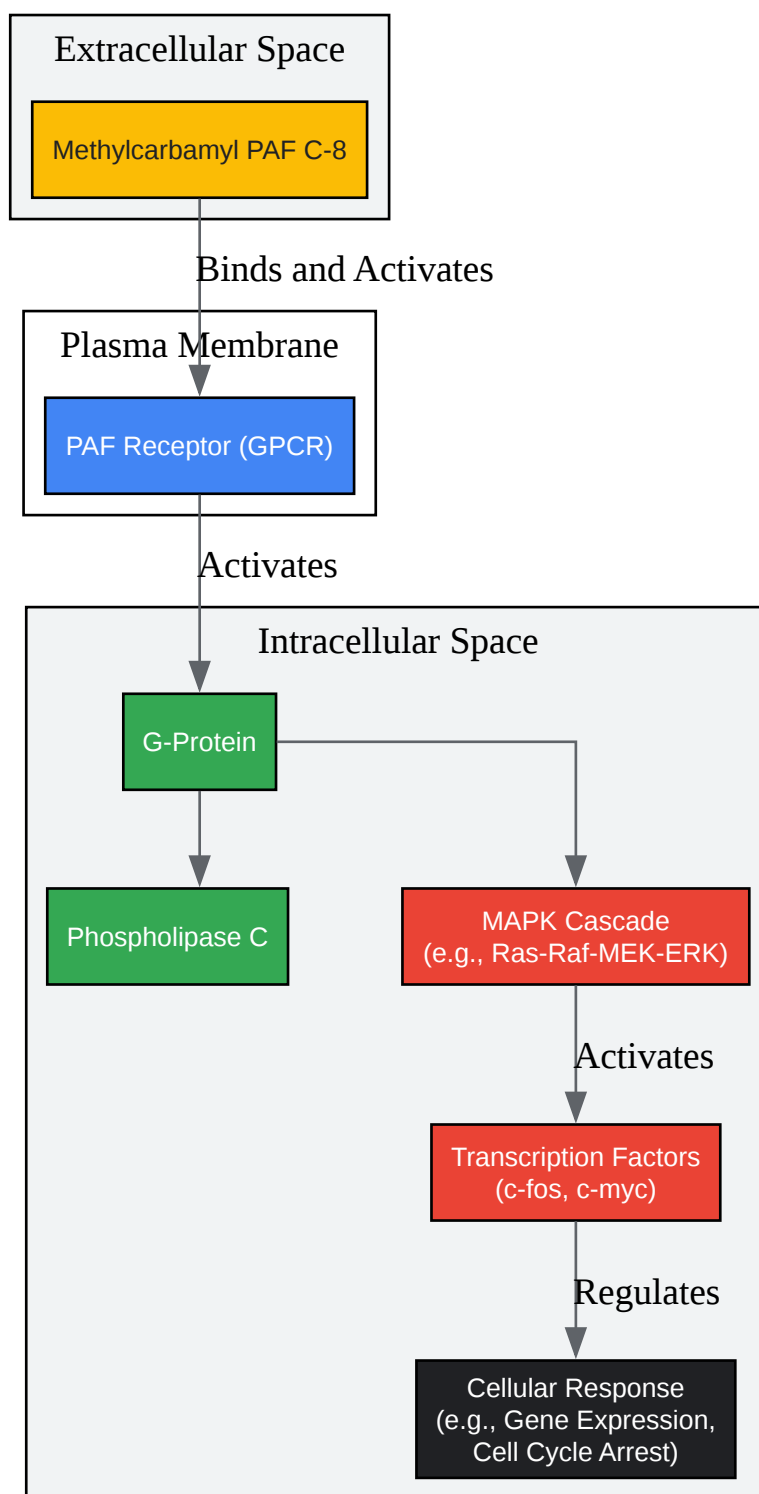 Extracellular Space
Methylcarbamyl PAF C-8
Binds and Activates
Plasma Membrane
PAF Receptor (GPCR)
Activates
Intracellular Space
G-Protein
Phospholipase C
MAPK Cascade
(e.g., Ras-Raf-MEK-ERK)
Activates
Transcription Factors
(c-fos, c-myc)
Regulates
Cellular Response
(e.g., Gene Expression,
Cell Cycle Arrest)